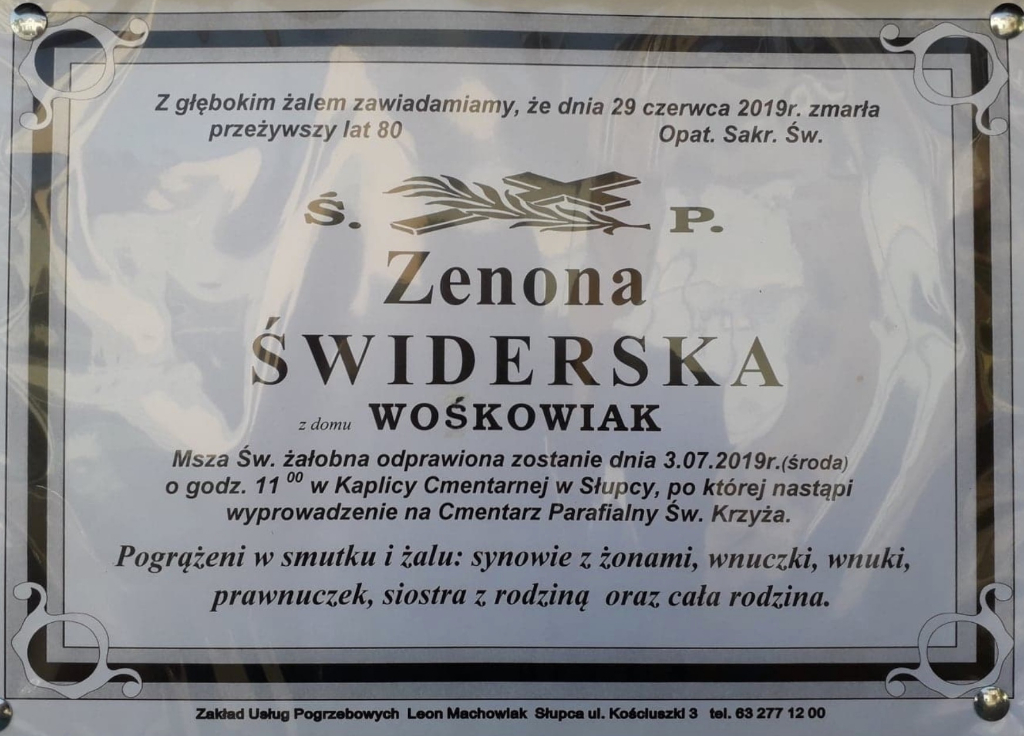 Z głębokim żalem zawiadamiamy, że dnia 29 czerwca 2019r. zmarła
przeżywszy lat 80 Opat. Sakr. Św.
Ś. P.
Zenona
ŚWIDERSKA
z domu WOŚKOWIAK
Msza Św. żałobna odprawiona zostanie dnia 3.07.2019r.(środa)
o godz. 11 00 w Kaplicy Cmentarnej w Słupcy, po której nastąpi
wyprowadzenie na Cmentarz Parafialny Św. Krzyża.
Pogrążeni w smutku i żalu: synowie z żonami, wnuczki, wnuki,
prawnuczek, siostra z rodziną oraz cała rodzina.
Zakład Usług Pogrzebowych Leon Machowiak Słupca ul. Kościuszki 3 tel. 63 277 12 00